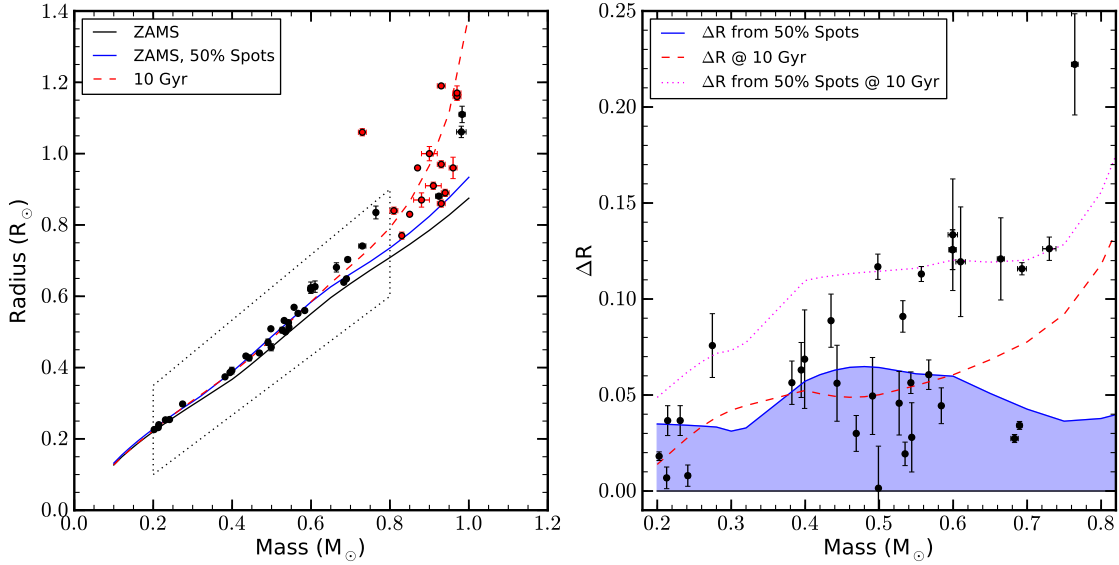 ZAMS
ZAMS, 50% Spots
10 Gyr
Radius (R☉)
1.4
1.2
1.0
0.8
0.6
0.4
0.2
0.0
0.0 0.2 0.4 0.6 0.8 1.0 1.2
Mass (M☉)
ΔR from 50% Spots
ΔR @ 10 Gyr
ΔR from 50% Spots @ 10 Gyr
ΔR
0.25
0.20
0.15
0.10
0.05
0.00
0.2 0.3 0.4 0.5 0.6 0.7 0.8
Mass (M☉)